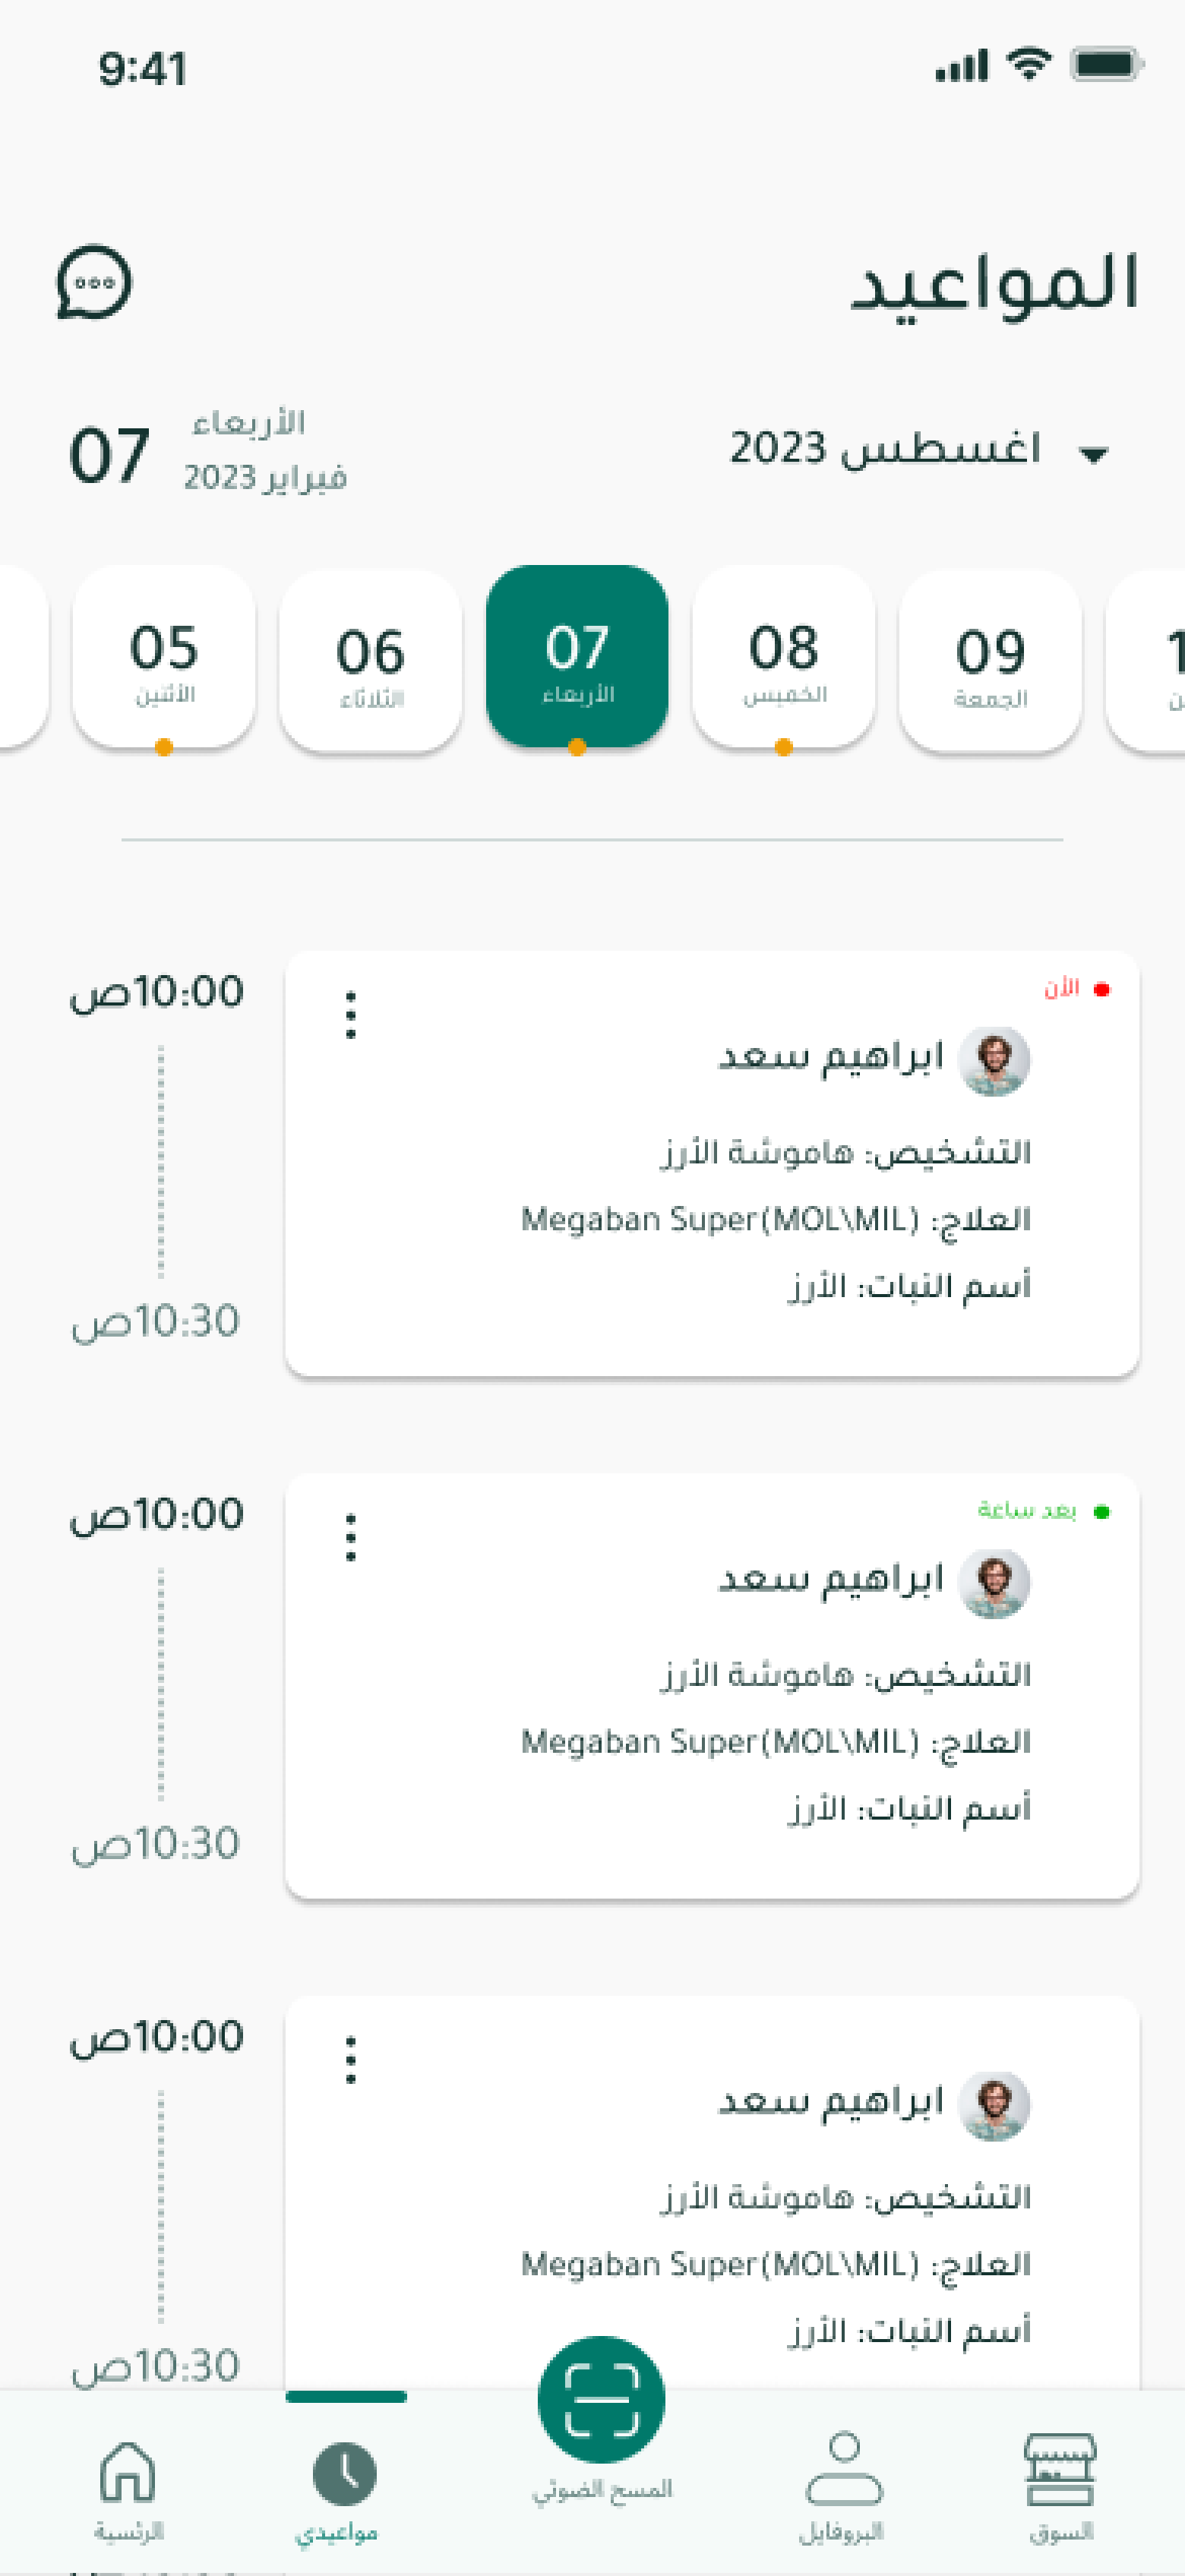 9:41
المواعيد
اغسطس 2023
الأربعاء
فبراير 2023
07
09
الجمعة
08
الخميس
07
الأربعاء
06
الثلاثاء
05
الأثنين
الأن
10:00ص
ابراهيم سعد
التشخيص: هاموشة الأرز
العلاج: Megaban Super(MOL\MIL)
أسم النبات: الأرز
10:30ص
بعد ساعة
10:00ص
ابراهيم سعد
التشخيص: هاموشة الأرز
العلاج: Megaban Super(MOL\MIL)
أسم النبات: الأرز
10:30ص
10:00ص
ابراهيم سعد
التشخيص: هاموشة الأرز
العلاج: Megaban Super(MOL\MIL)
أسم النبات: الأرز
10:30ص
السوق
البروفايل
المسح الضوئي
مواعيدي
الرئسية